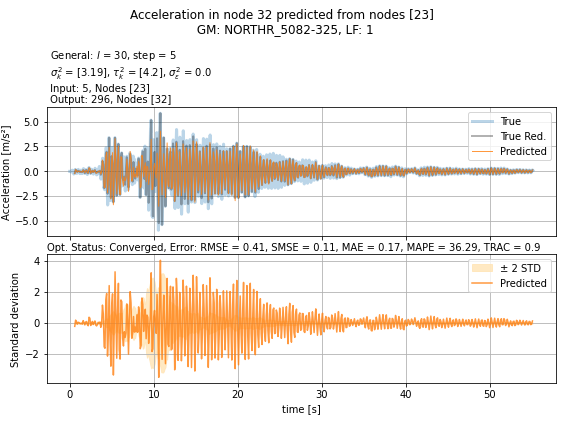 Acceleration in node 32 predicted from nodes [23]
GM: NORTHR_5082-325, LF: 1
General: l = 30, step = 5
σ²ₖ = [3.19], τ²ₖ = [4.2], σ²ε = 0.0
Input: 5, Nodes [23]
Output: 296, Nodes [32]
True
True Red.
Predicted
Acceleration [m/s²]
5.0
2.5
0.0
−2.5
−5.0
Opt. Status: Converged, Error: RMSE = 0.41, SMSE = 0.11, MAE = 0.17, MAPE = 36.29, TRAC = 0.9
± 2 STD
Predicted
Standard deviation
4
2
0
−2
0 10 20 30 40 50
time [s]